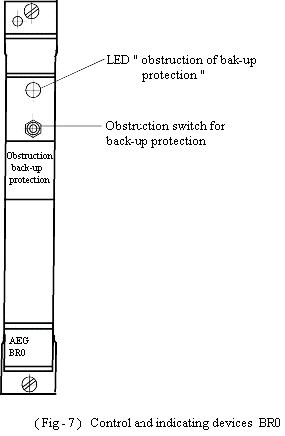 LED " obstruction of bak-up
protection "
Obstruction switch for
back-up protection
Obstruction
back-up
protection
AEG
BR0
( Fig - 7 ) Control and indicating devices BR0